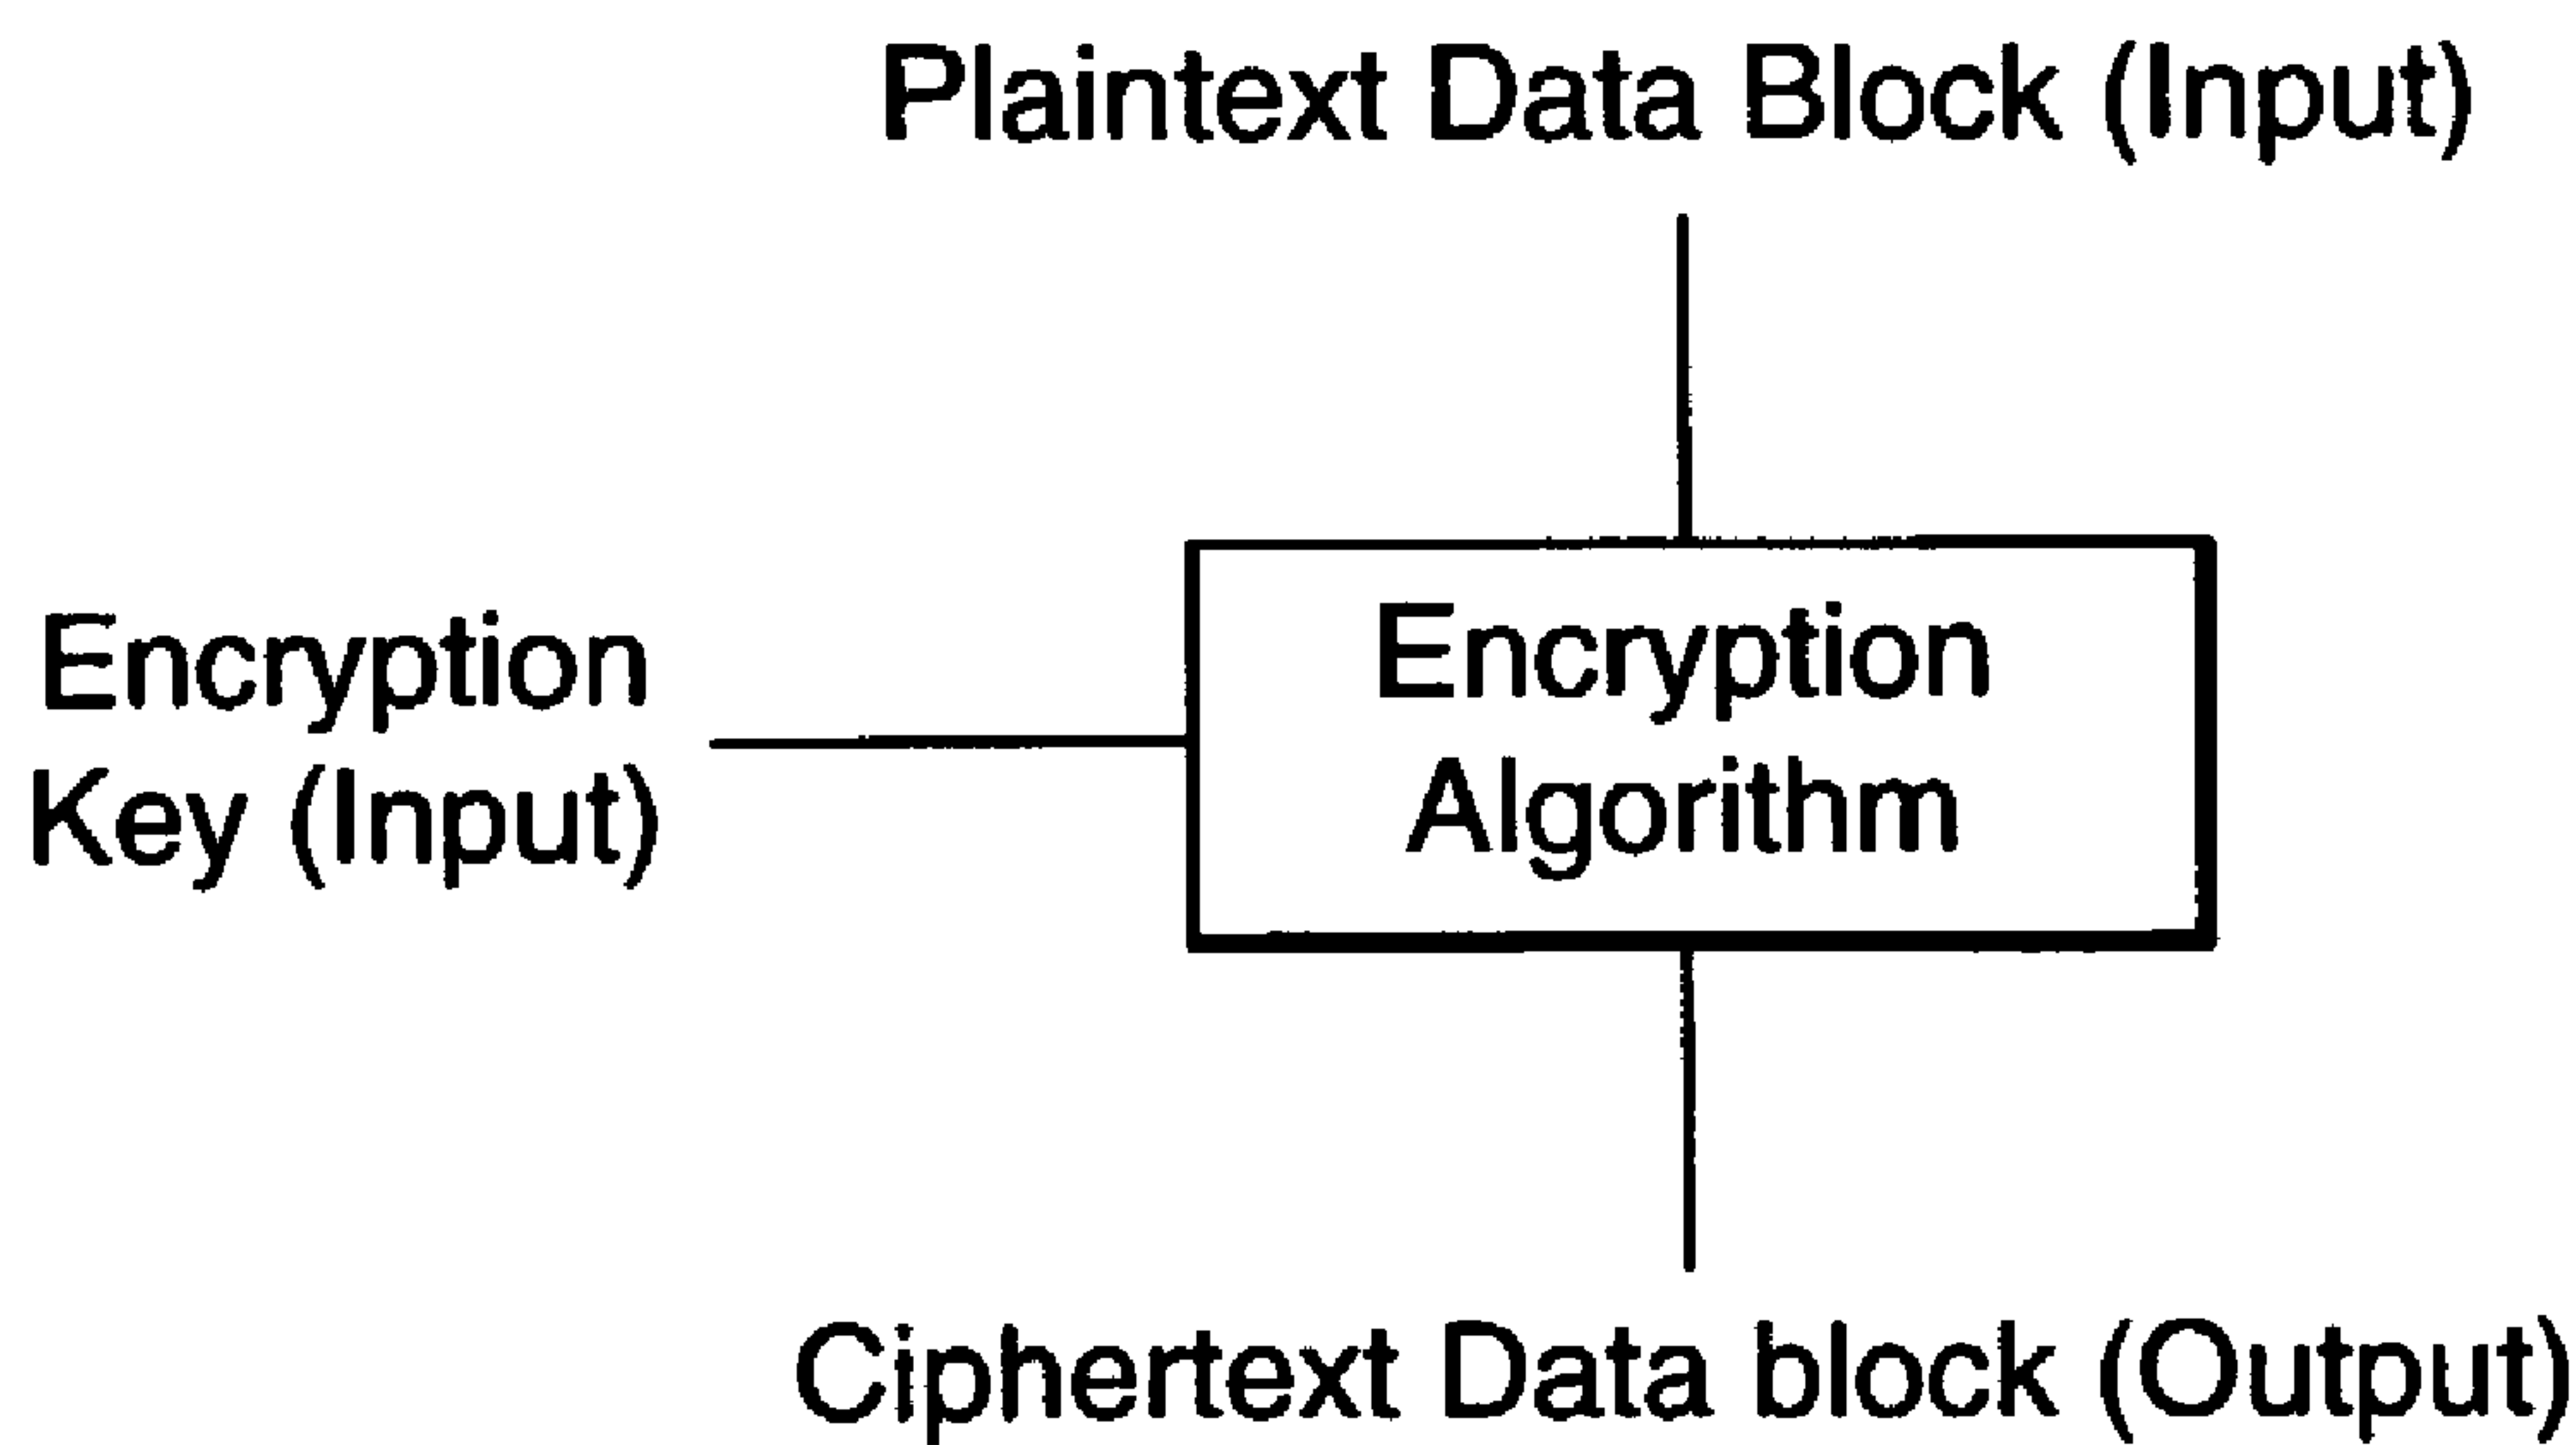 Plaintext Data Block (Input)
Encryption
Key (Input)
Encryption
Algorithm
Ciphertext Data block (Output)